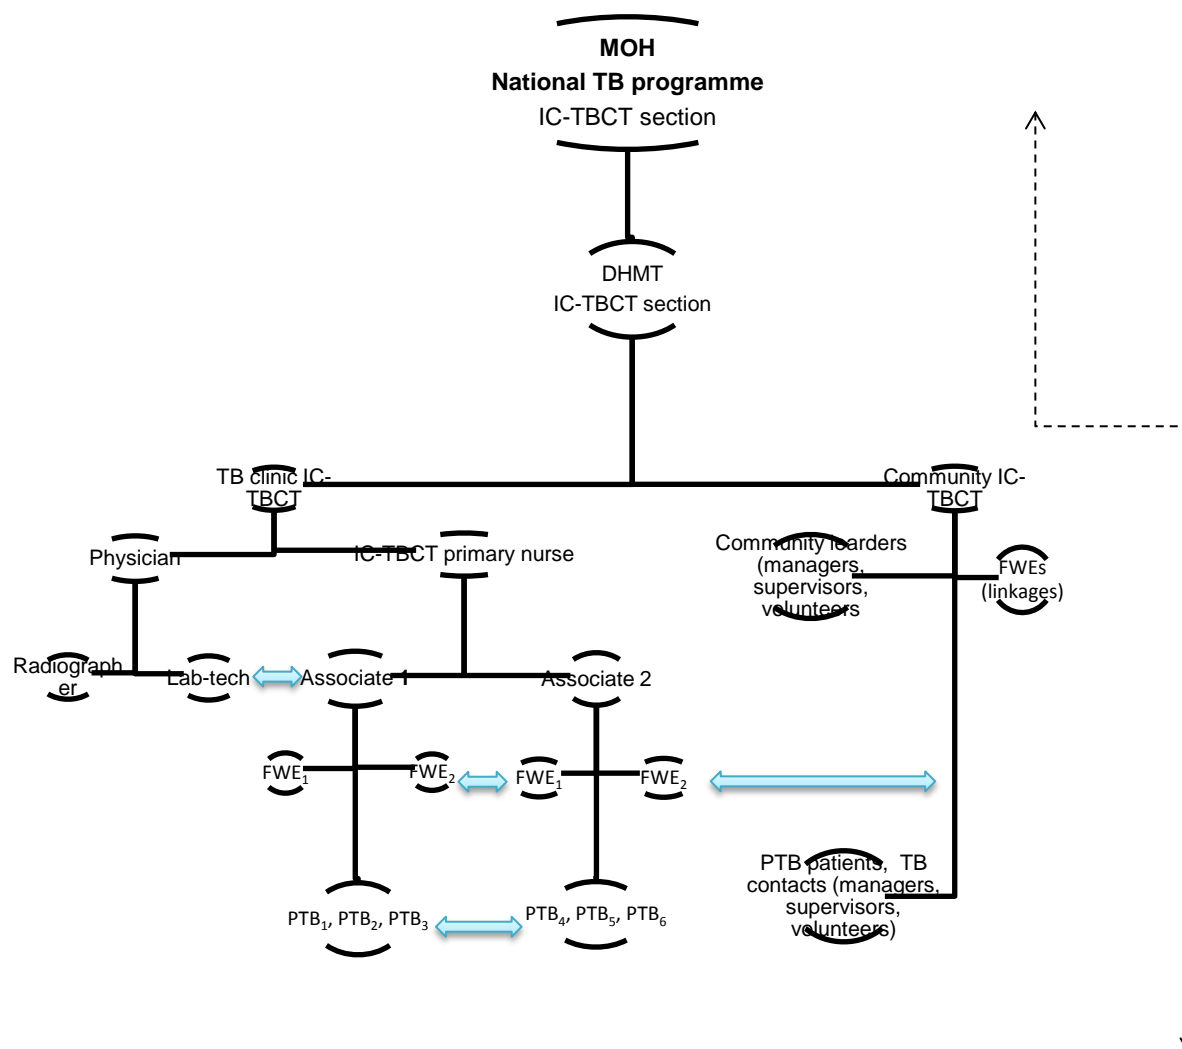 MOH
National TB programme
IC-TBCT section
DHMT
IC-TBCT section
TB clinic IC-
TBCT
Community IC-
TBCT
Physician
IC-TBCT primary nurse
Community learders
(managers,
supervisors,
volunteers
FWEs
(linkages)
Radiograph
er
Lab-tech
Associate 1
Associate 2
FWE₁
FWE₂
FWE₁
FWE₂
PTB₁, PTB₂, PTB₃
PTB₄, PTB₅, PTB₆
PTB patients, TB
contacts (managers,
supervisors,
volunteers)